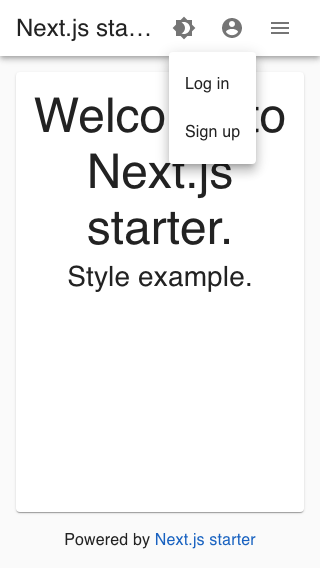 Next.js sta...
Log in
Sign up
Welco to
Next.js
starter.
Style example.
Powered by Next.js starter